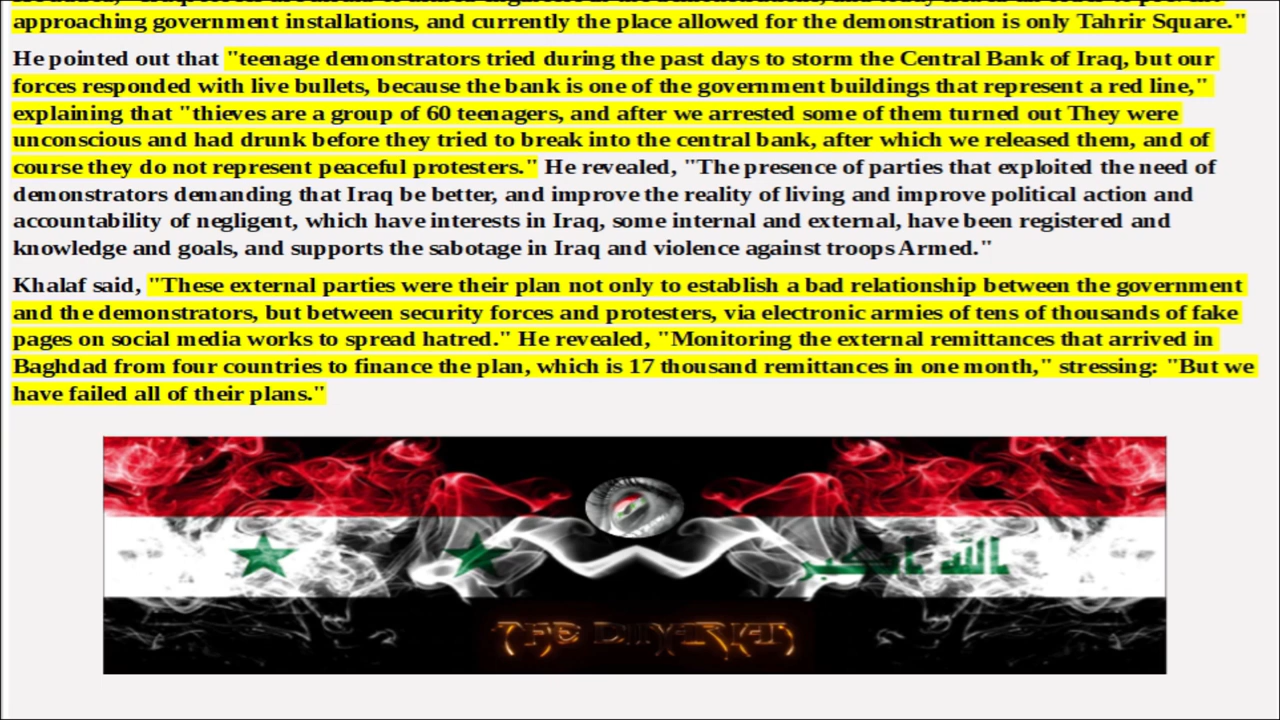 approaching government installations, and currently the place allowed for the demonstration is only Tahrir Square."
He pointed out that "teenage demonstrators tried during the past days to storm the Central Bank of Iraq, but our
forces responded with live bullets, because the bank is one of the government buildings that represent a red line,"
explaining that "thieves are a group of 60 teenagers, and after we arrested some of them turned out They were
unconscious and had drunk before they tried to break into the central bank, after which we released them, and of
course they do not represent peaceful protesters." He revealed, "The presence of parties that exploited the need of
demonstrators demanding that Iraq be better, and improve the reality of living and improve political action and
accountability of negligent, which have interests in Iraq, some internal and external, have been registered and
knowledge and goals, and supports the sabotage in Iraq and violence against troops Armed."
Khalaf said, "These external parties were their plan not only to establish a bad relationship between the government
and the demonstrators, but between security forces and protesters, via electronic armies of tens of thousands of fake
pages on social media works to spread hatred." He revealed, "Monitoring the external remittances that arrived in
Baghdad from four countries to finance the plan, which is 17 thousand remittances in one month," stressing: "But we
have failed all of their plans."
الله اكبر